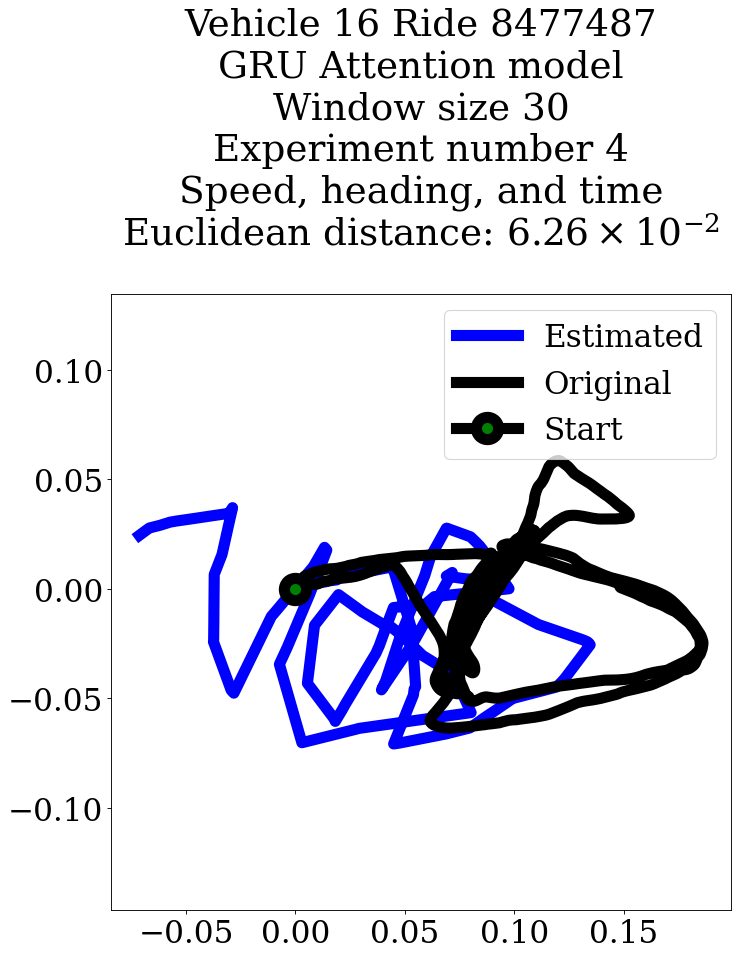 Vehicle 16 Ride 8477487
GRU Attention model
Window size 30
Experiment number 4
Speed, heading, and time
Euclidean distance: 6.26 × 10⁻²
Estimated
Original
Start
0.10
0.05
0.00
−0.05
−0.10
−0.05 0.00 0.05 0.10 0.15